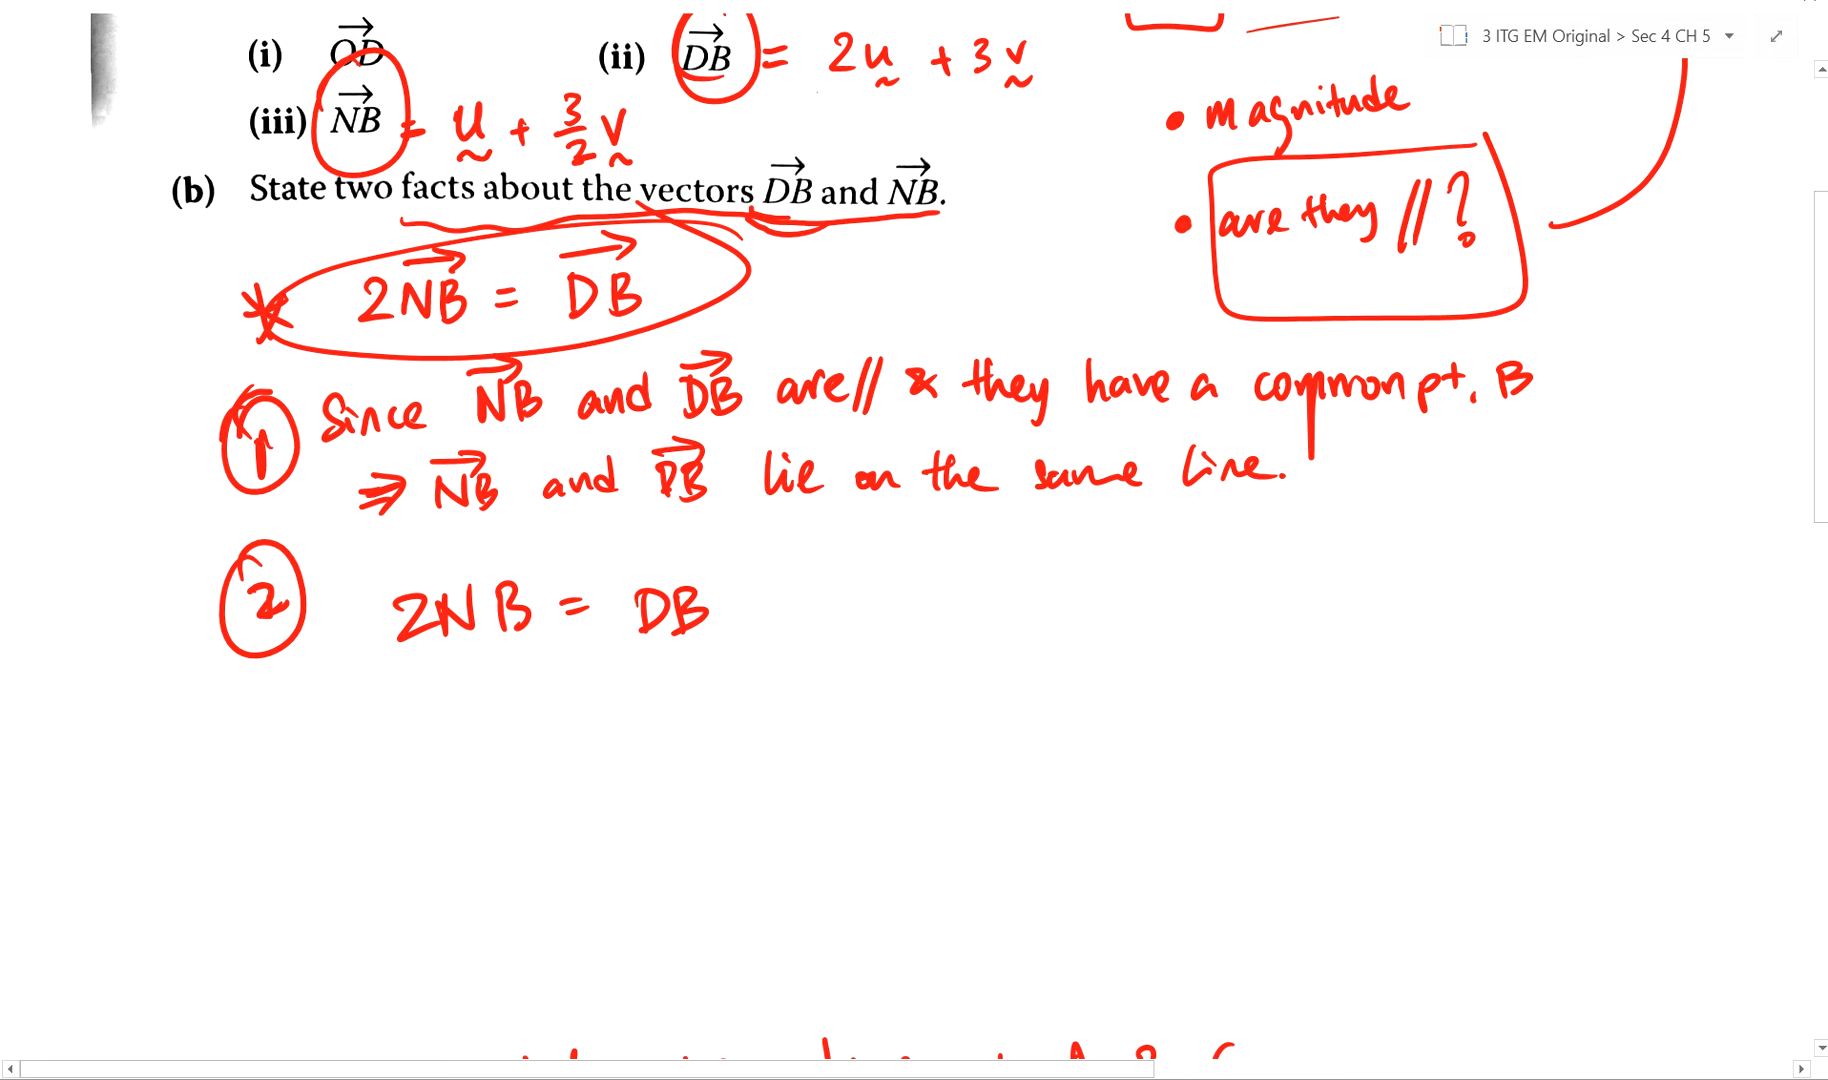 3 ITG EM Original > Sec 4 CH 5
(i) OD (ii) DB = 2u + 3v
(iii) NB = u + 3/2 v
• magnitude
(b) State two facts about the vectors DB and NB.
• are they // ?
* 2NB = DB
1 Since NB and DB are // & they have a common pt. B
⇒ NB and DB lie on the same line.
2 2NB = DB